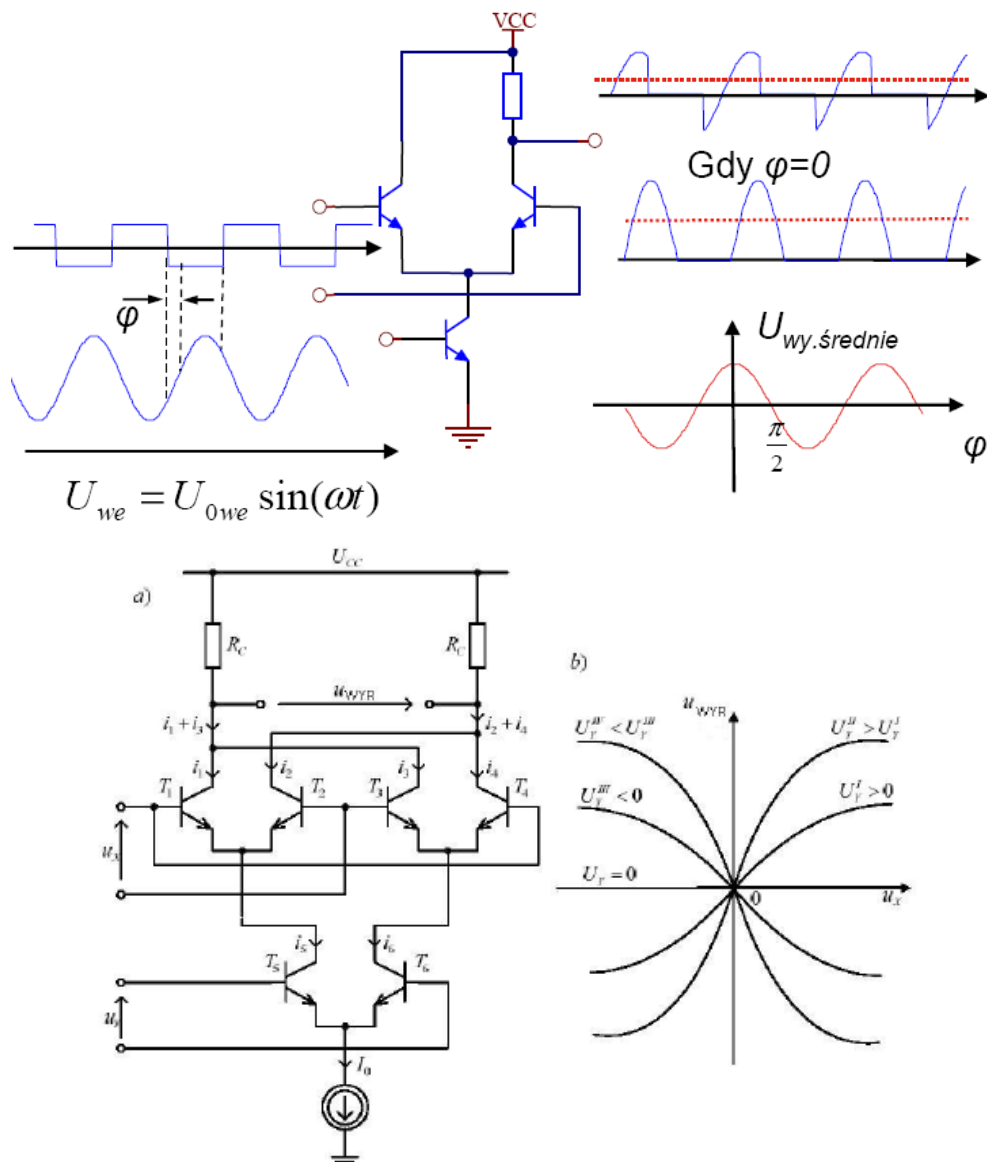 VCC
Gdy φ=0
φ
U_wy.średnie
π/2
φ
U_we = U_0we sin(ωt)
a)
U_CC
R_C
R_C
u_WYR
i_1 + i_3
i_2 + i_4
i_1
i_2
i_3
i_4
T_1
T_2
T_3
T_4
u_x
i_5
i_6
T_5
T_6
I_0
b)
u_WYR
U_Y^IV < U_Y^III
U_Y^II > U_Y^I
U_Y^III < 0
U_Y^I > 0
U_Y = 0
0
u_x